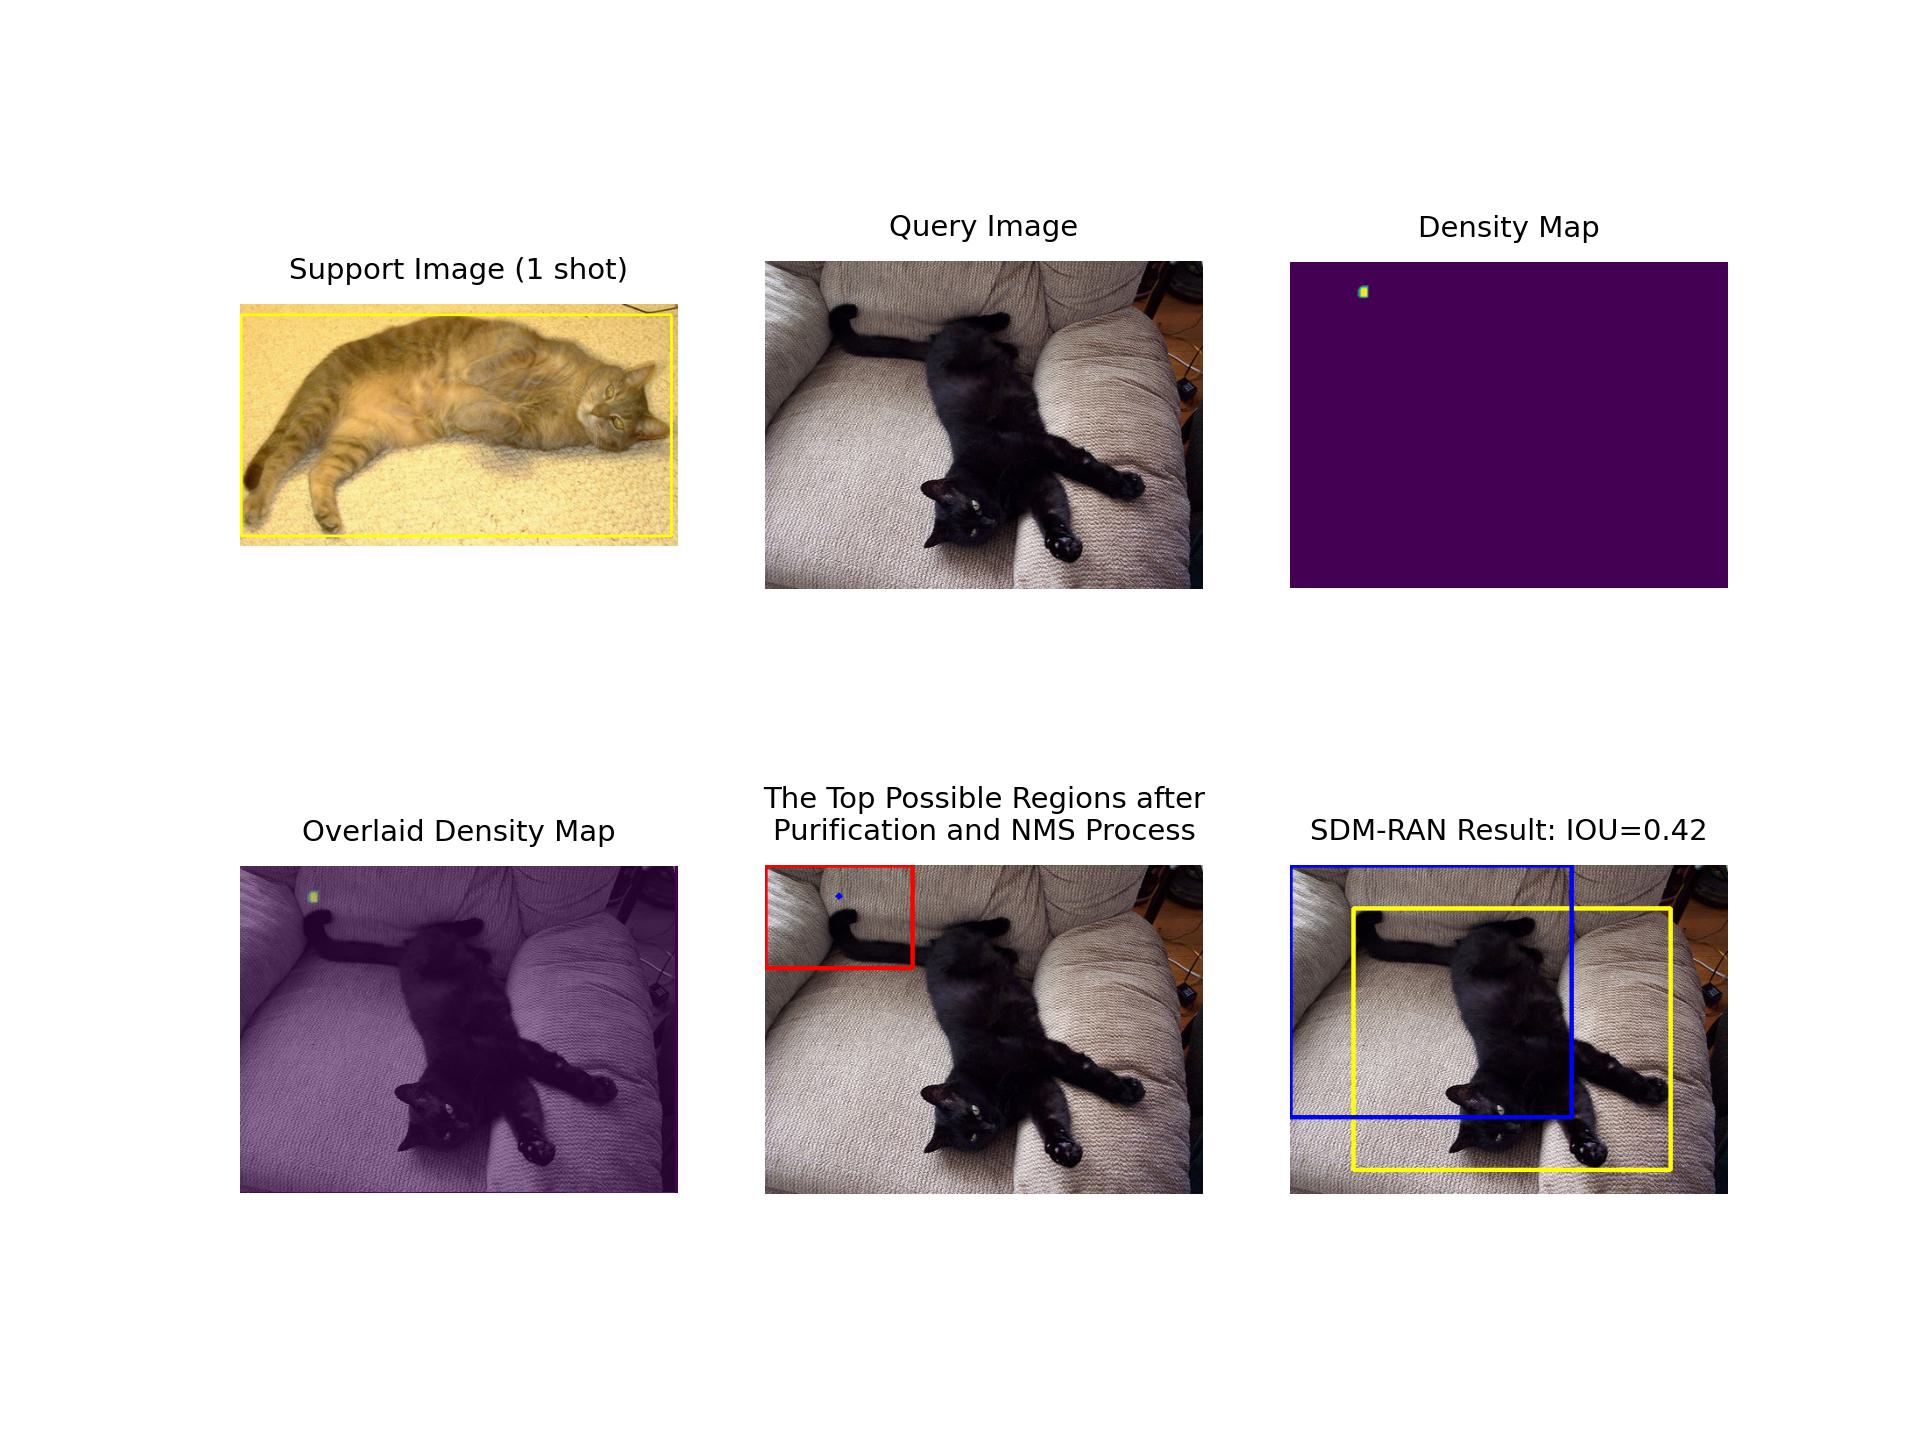 Support Image (1 shot)
Query Image
Density Map
Overlaid Density Map
The Top Possible Regions after
Purification and NMS Process
SDM-RAN Result: IOU=0.42